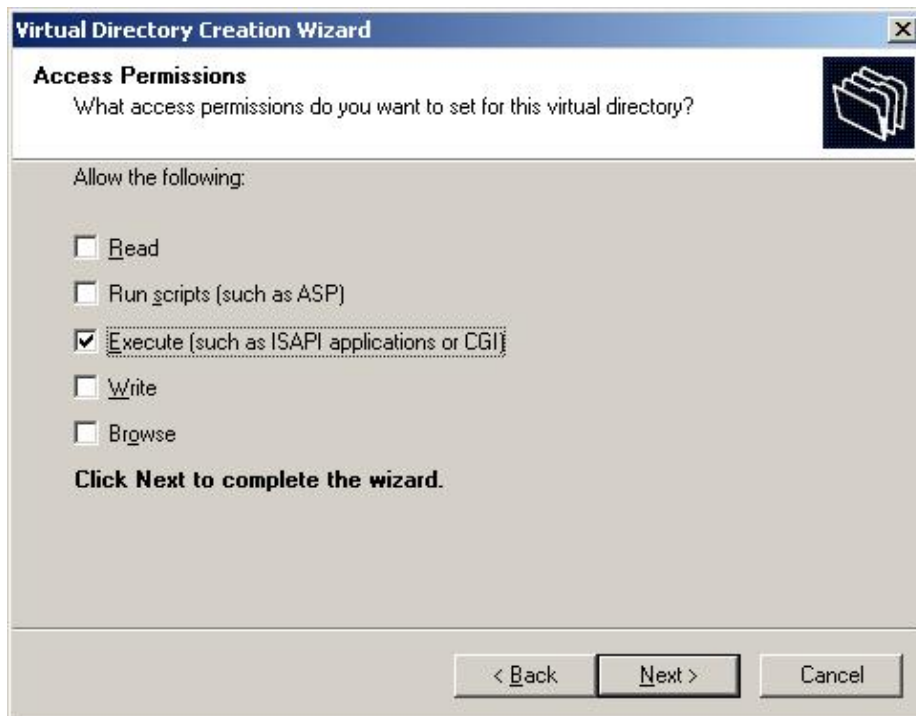 Virtual Directory Creation Wizard
Access Permissions
What access permissions do you want to set for this virtual directory?
Allow the following:
Read
Run scripts (such as ASP)
Execute (such as ISAPI applications or CGI)
Write
Browse
Click Next to complete the wizard.
< Back Next > Cancel